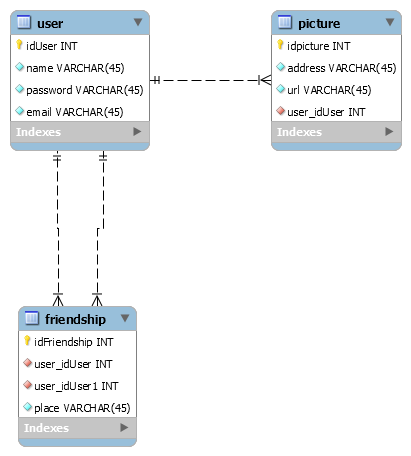 user
idUser INT
name VARCHAR(45)
password VARCHAR(45)
email VARCHAR(45)
Indexes
picture
idpicture INT
address VARCHAR(45)
url VARCHAR(45)
user_idUser INT
Indexes
friendship
idFriendship INT
user_idUser INT
user_idUser1 INT
place VARCHAR(45)
Indexes